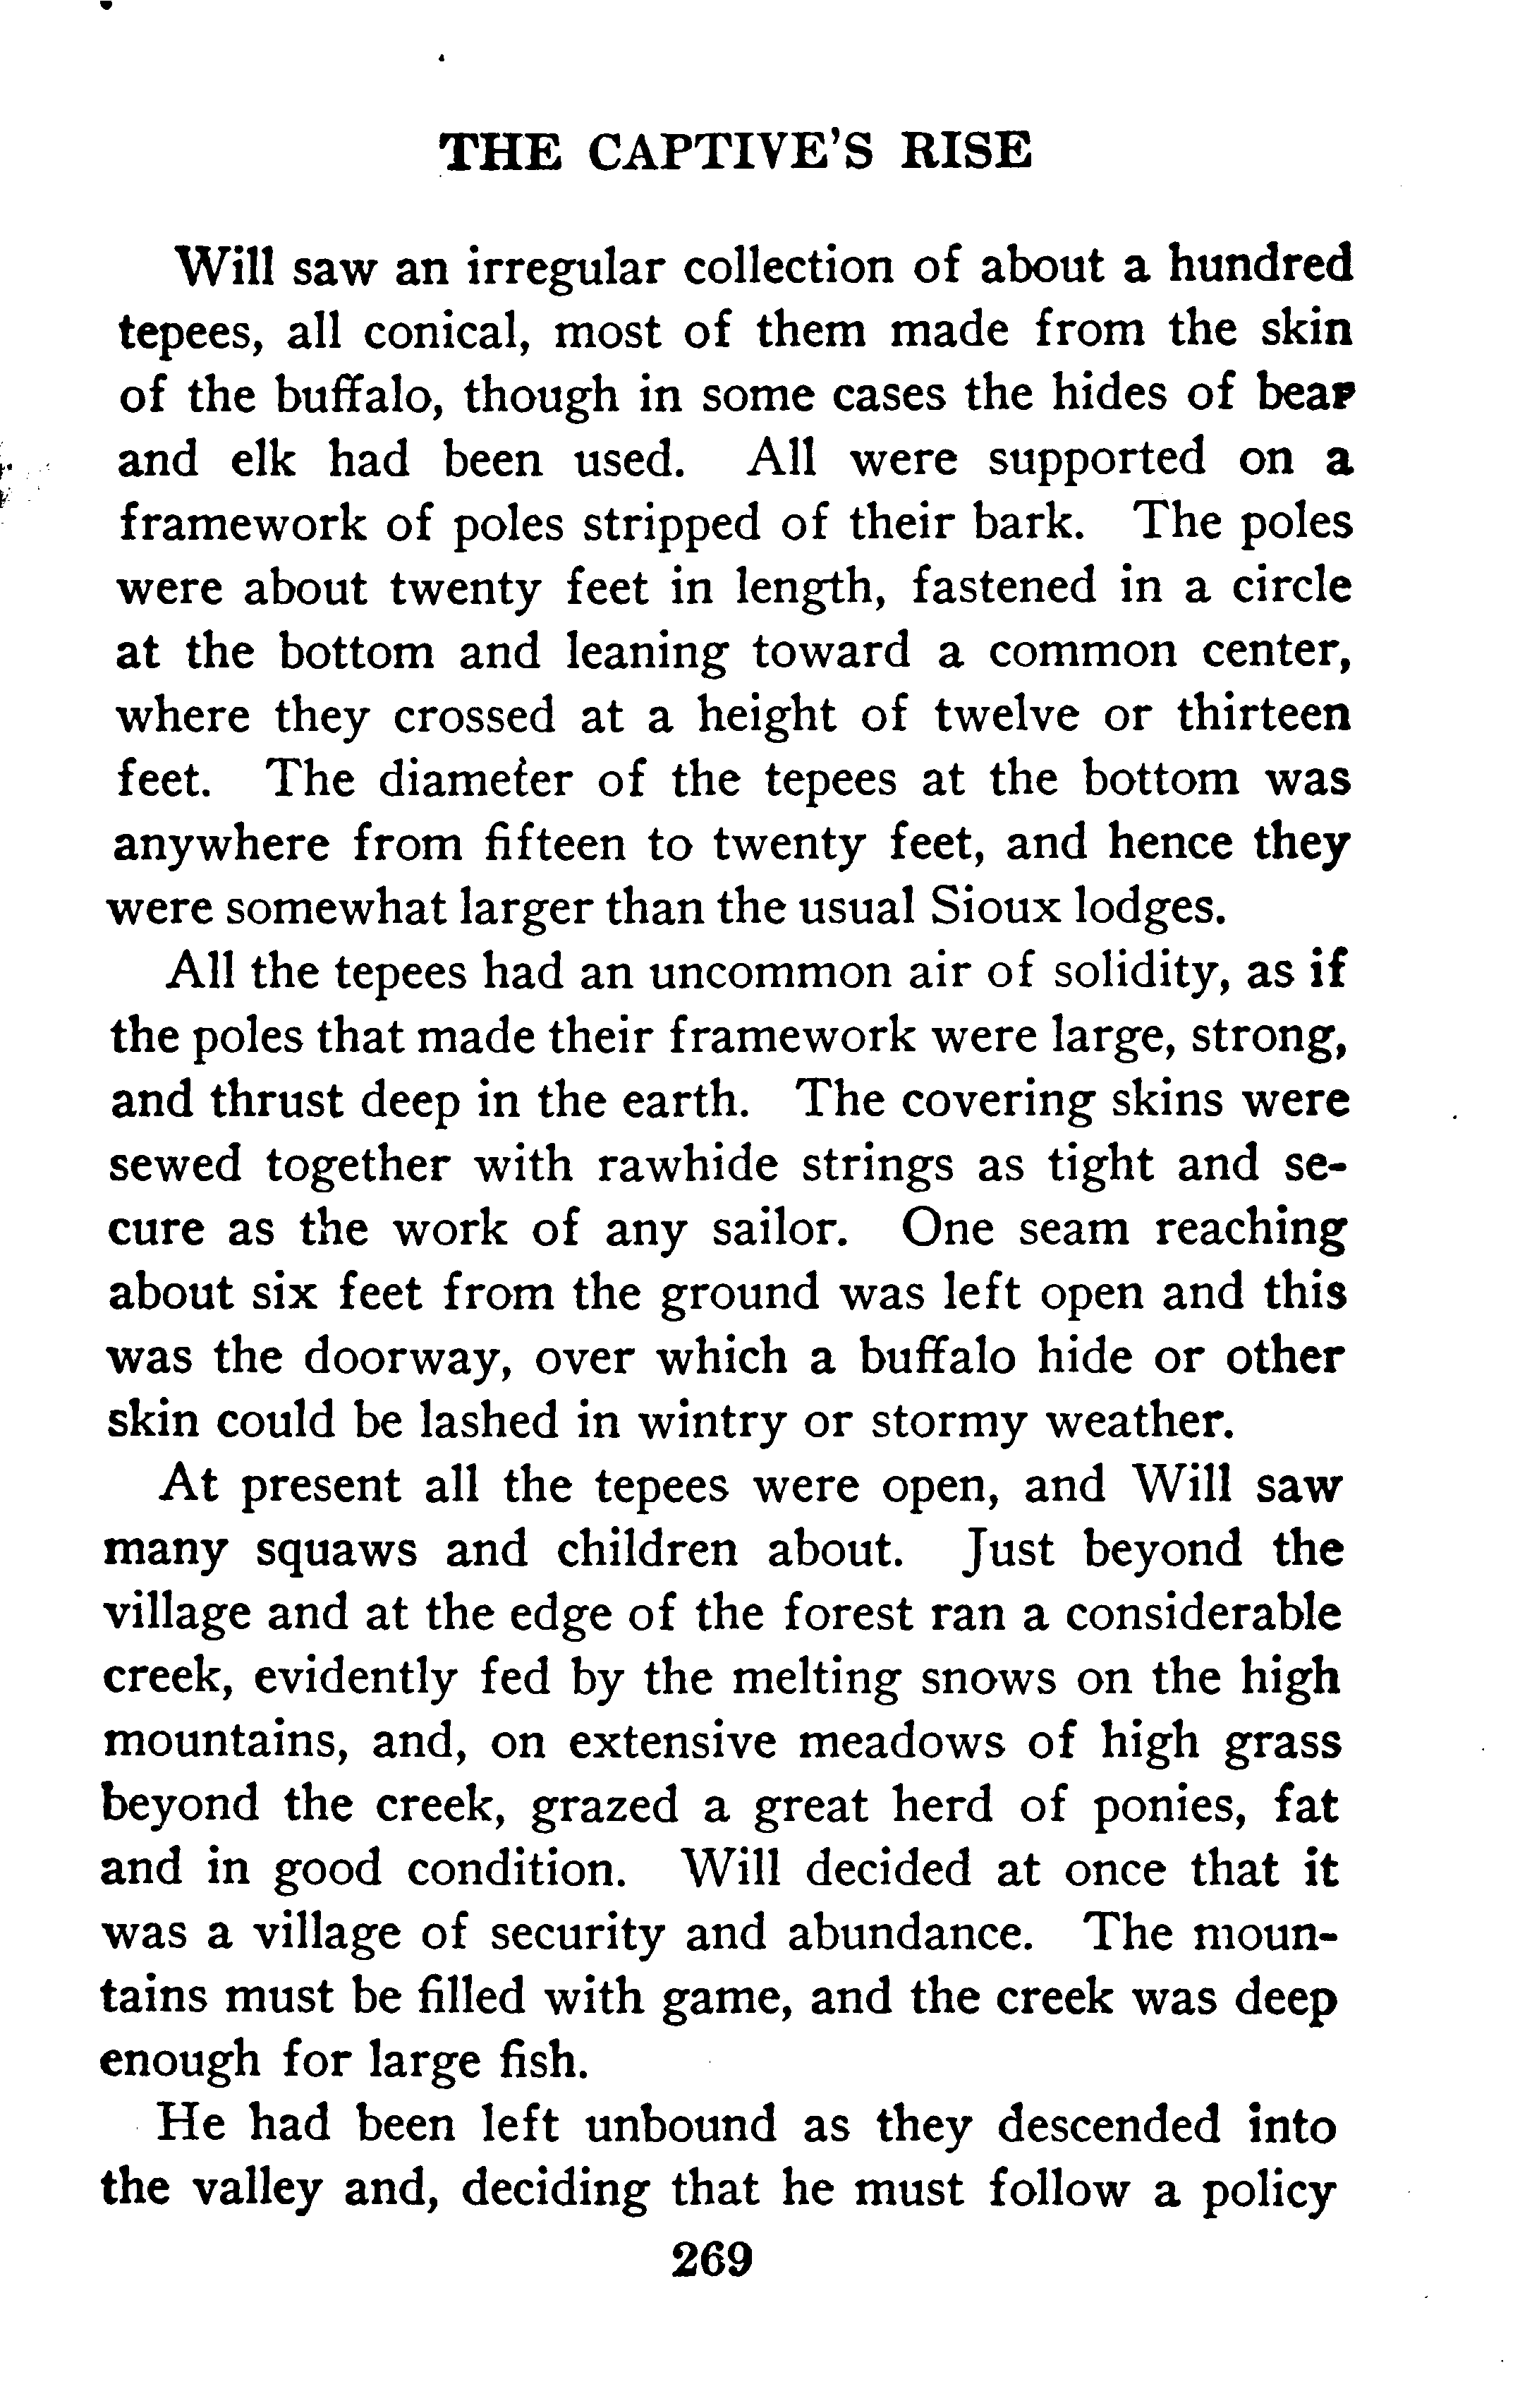 THE CAPTIVE'S RISE
Will saw an irregular collection of about a hundred
tepees, all conical, most of them made from the skin
of the buffalo, though in some cases the hides of bear
and elk had been used. All were supported on a
framework of poles stripped of their bark. The poles
were about twenty feet in length, fastened in a circle
at the bottom and leaning toward a common center,
where they crossed at a height of twelve or thirteen
feet. The diameter of the tepees at the bottom was
anywhere from fifteen to twenty feet, and hence they
were somewhat larger than the usual Sioux lodges.
All the tepees had an uncommon air of solidity, as if
the poles that made their framework were large, strong,
and thrust deep in the earth. The covering skins were
sewed together with rawhide strings as tight and se-
cure as the work of any sailor. One seam reaching
about six feet from the ground was left open and this
was the doorway, over which a buffalo hide or other
skin could be lashed in wintry or stormy weather.
At present all the tepees were open, and Will saw
many squaws and children about. Just beyond the
village and at the edge of the forest ran a considerable
creek, evidently fed by the melting snows on the high
mountains, and, on extensive meadows of high grass
beyond the creek, grazed a great herd of ponies, fat
and in good condition. Will decided at once that it
was a village of security and abundance. The moun-
tains must be filled with game, and the creek was deep
enough for large fish.
He had been left unbound as they descended into
the valley and, deciding that he must follow a policy
269